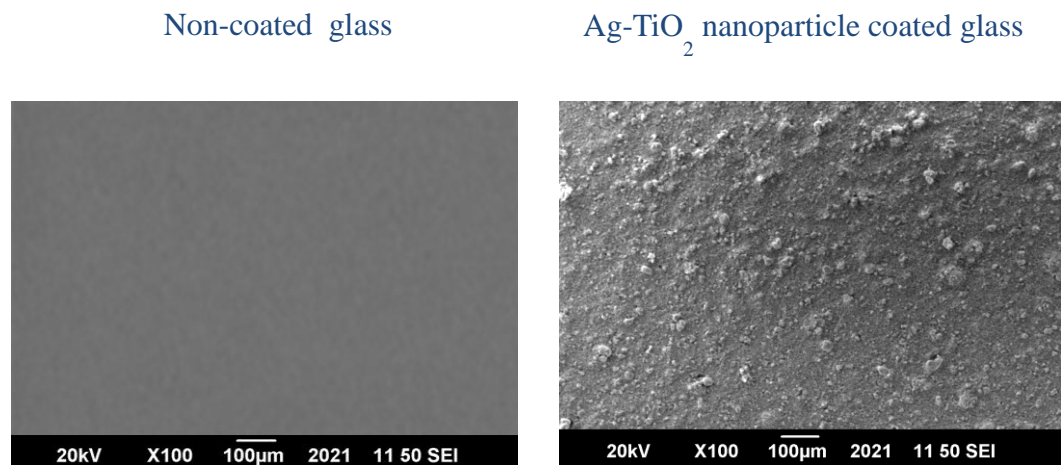 Non-coated glass
Ag-TiO2 nanoparticle coated glass
20kV X100 100µm 2021 11 50 SEI
20kV X100 100µm 2021 11 50 SEI